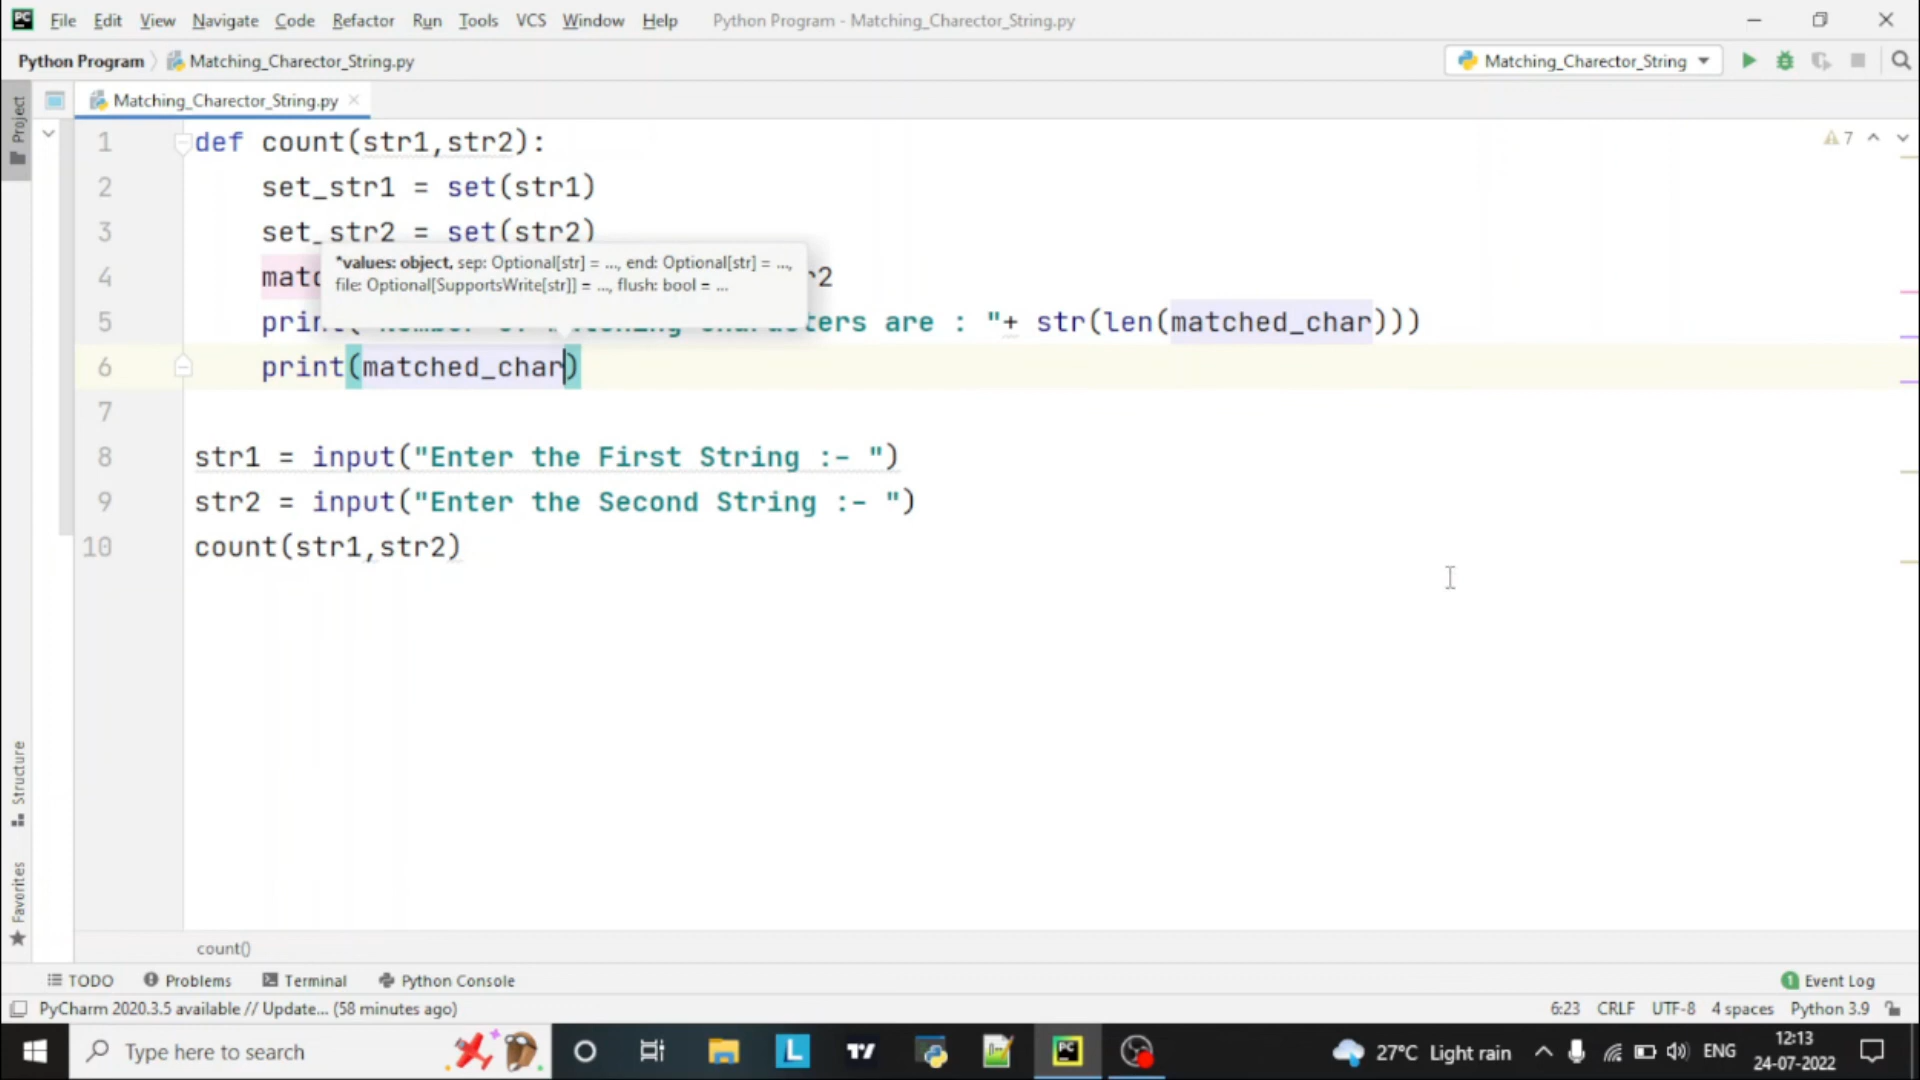 File Edit View Navigate Code Refactor Run Tools VCS Window Help Python Program - Matching_Charector_String.py
Python Program Matching_Charector_String.py Matching_Charector_String
Project Matching_Charector_String.py
1 def count(str1,str2): 7
2 set_str1 = set(str1)
3 set_str2 = set(str2)
*values: object, sep: Optional[str] = ..., end: Optional[str] = ...,
file: Optional[SupportsWrite[str]] = ..., flush: bool = ...
4
5 are : "+ str(len(matched_char)))
6 print(matched_char)
7
8 str1 = input("Enter the First String :- ")
9 str2 = input("Enter the Second String :- ")
10 count(str1,str2)
Structure
Favorites
count()
TODO Problems Terminal Python Console 1 Event Log
PyCharm 2020.3.5 available // Update... (58 minutes ago) 6:23 CRLF UTF-8 4 spaces Python 3.9
Type here to search 27°C Light rain ENG 12:13
24-07-2022